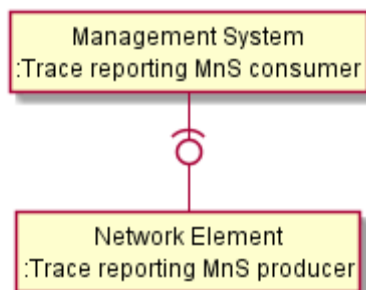 Management System
:Trace reporting MnS consumer
Network Element
:Trace reporting MnS producer